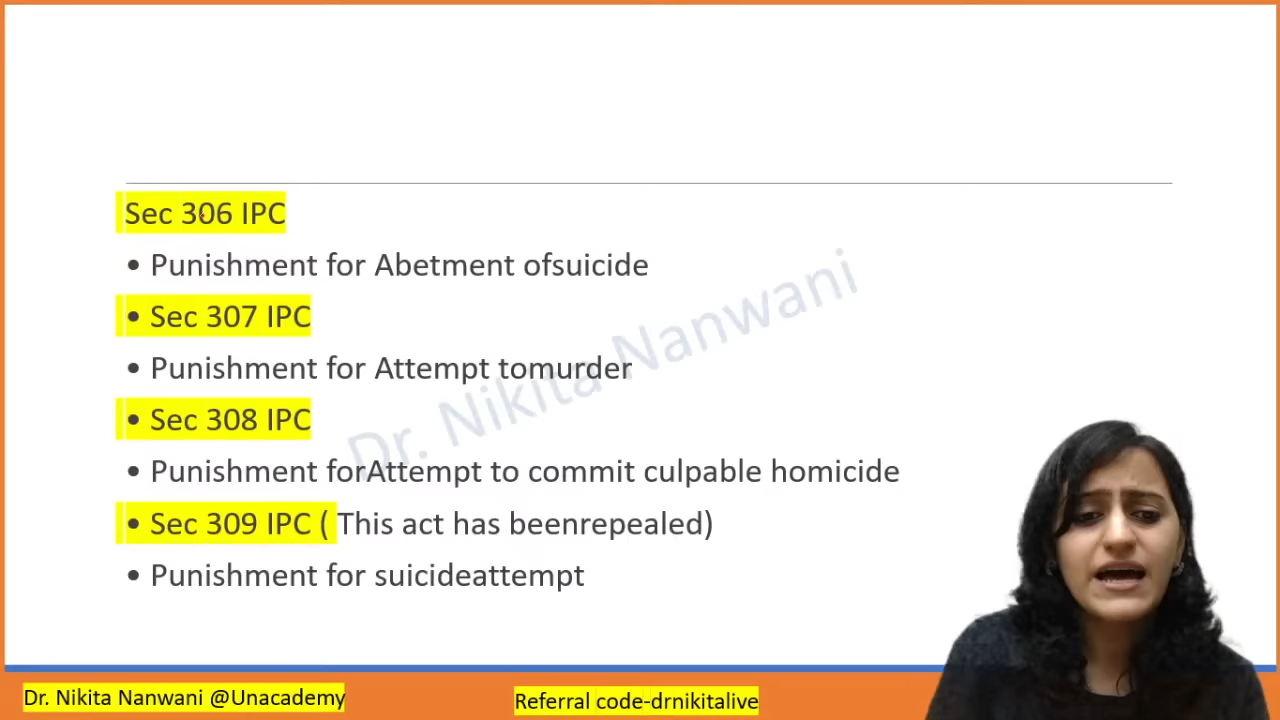 Sec 306 IPC
• Punishment for Abetment ofsuicide
• Sec 307 IPC
• Punishment for Attempt tomurder
• Sec 308 IPC
• Punishment forAttempt to commit culpable homicide
• Sec 309 IPC ( This act has beenrepealed)
• Punishment for suicideattempt
Dr. Nikita Nanwani
Dr. Nikita Nanwani @Unacademy
Referral code-drnikitalive